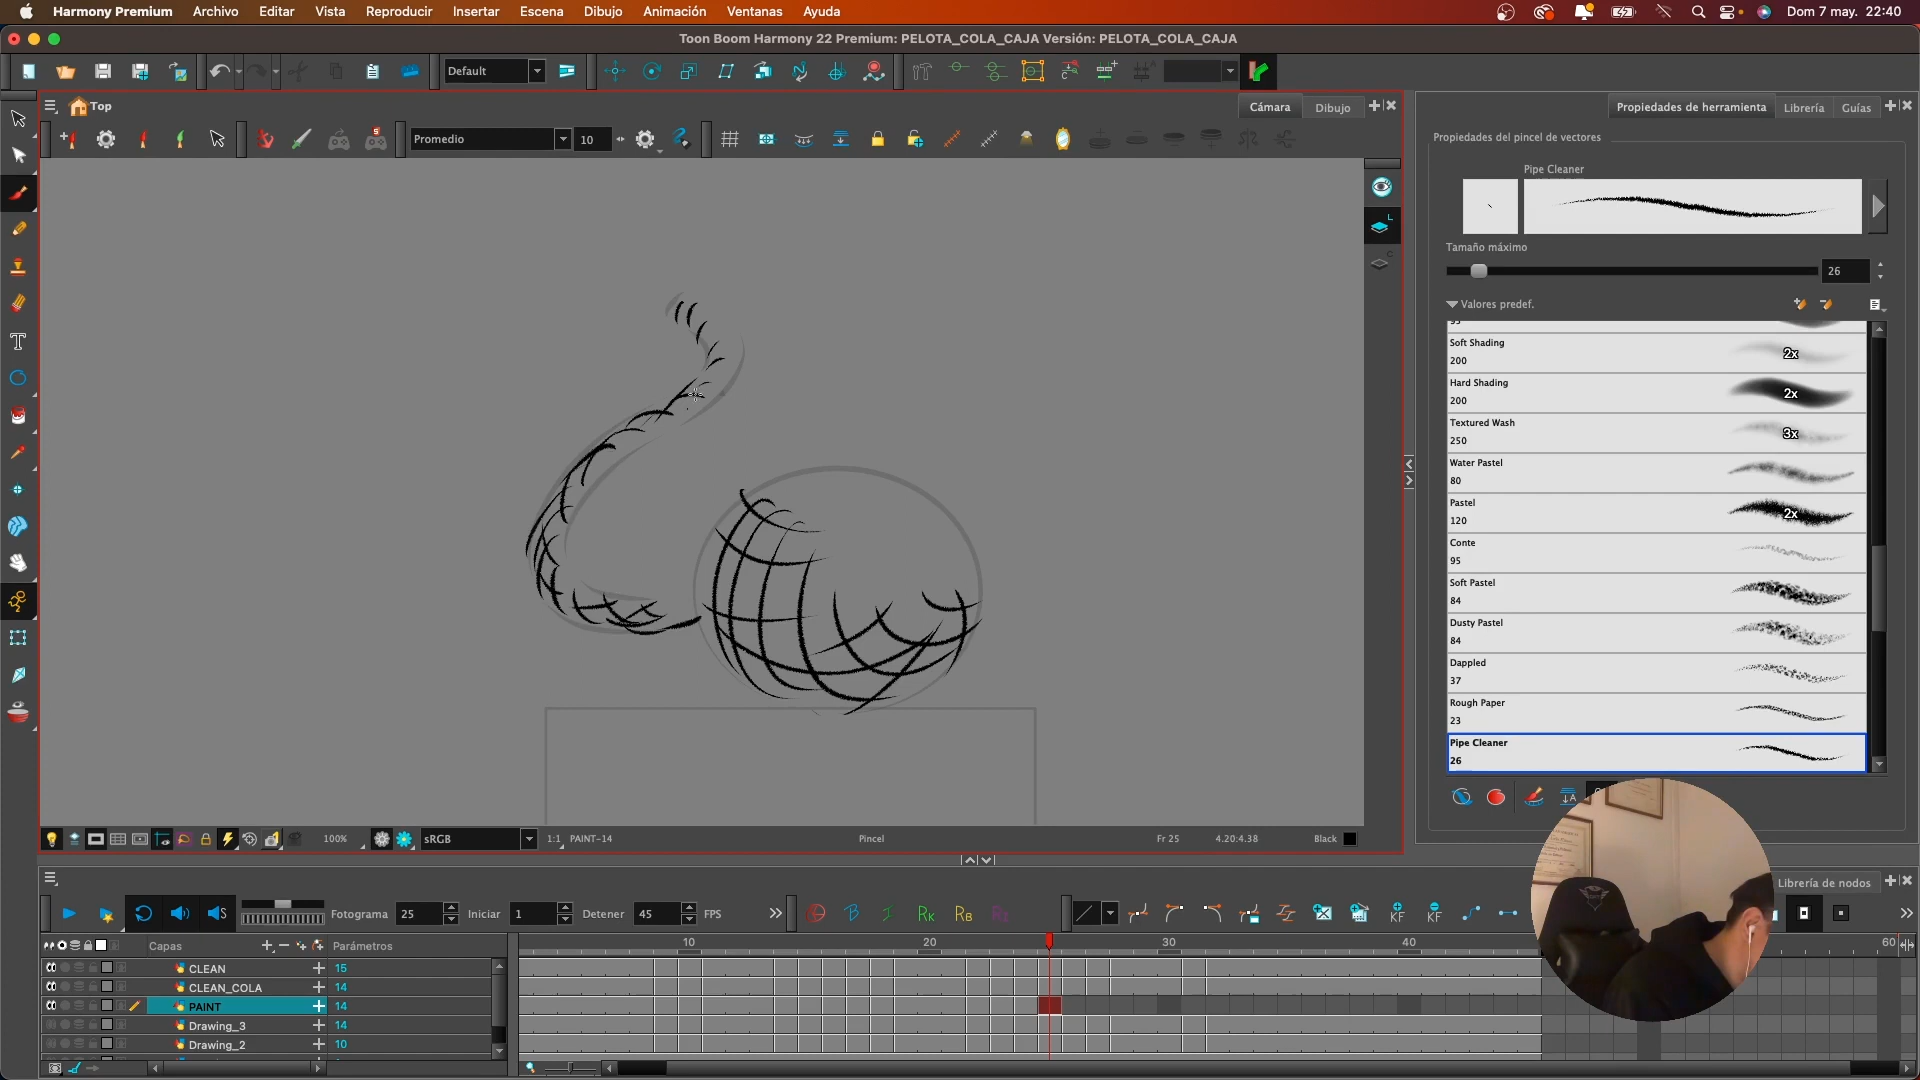 Harmony Premium Archivo Editar Vista Reproducir Insertar Escena Dibujo Animación Ventanas Ayuda Dom 7 may. 22:40
Toon Boom Harmony 22 Premium: PELOTA_COLA_CAJA Versión: PELOTA_COLA_CAJA
Default
Top Cámara Dibujo Propiedades de herramienta Librería Guías
Promedio 10
Propiedades del pincel de vectores
Pipe Cleaner
Tamaño máximo
26
Valores predef.
Soft Shading
200
2x
Hard Shading
200
2x
Textured Wash
250
3x
Water Pastel
80
Pastel
120
2x
Conte
95
Soft Pastel
84
Dusty Pastel
84
Dappled
37
Rough Paper
23
Pipe Cleaner
26
100% sRGB 1:1 PAINT-14 Pincel Fr 25 4.20:4.38 Black
Librería de nodos
Fotograma 25 Iniciar 1 Detener 45 FPS
Capas Parámetros 10 20 30 40 60
CLEAN 15
CLEAN_COLA 14
PAINT 14
Drawing_3 14
Drawing_2 10